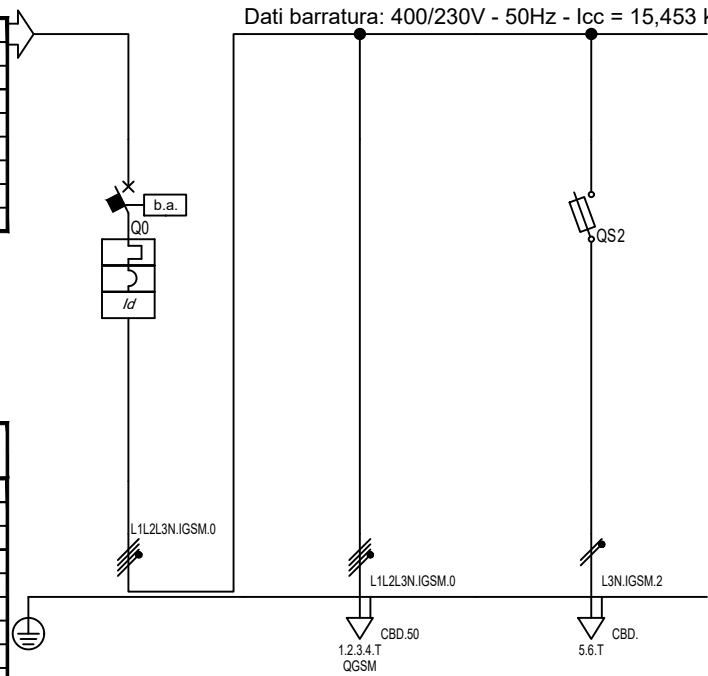 Dati barratura: 400/230V - 50Hz - Icc = 15,453
b.a.
Q0
Id
QS2
L1L2L3N.IGSM.0
L1L2L3N.IGSM.0
L3N.IGSM.2
CBD.50
1.2.3.4.T
QGSM
CBD.
5.6.T